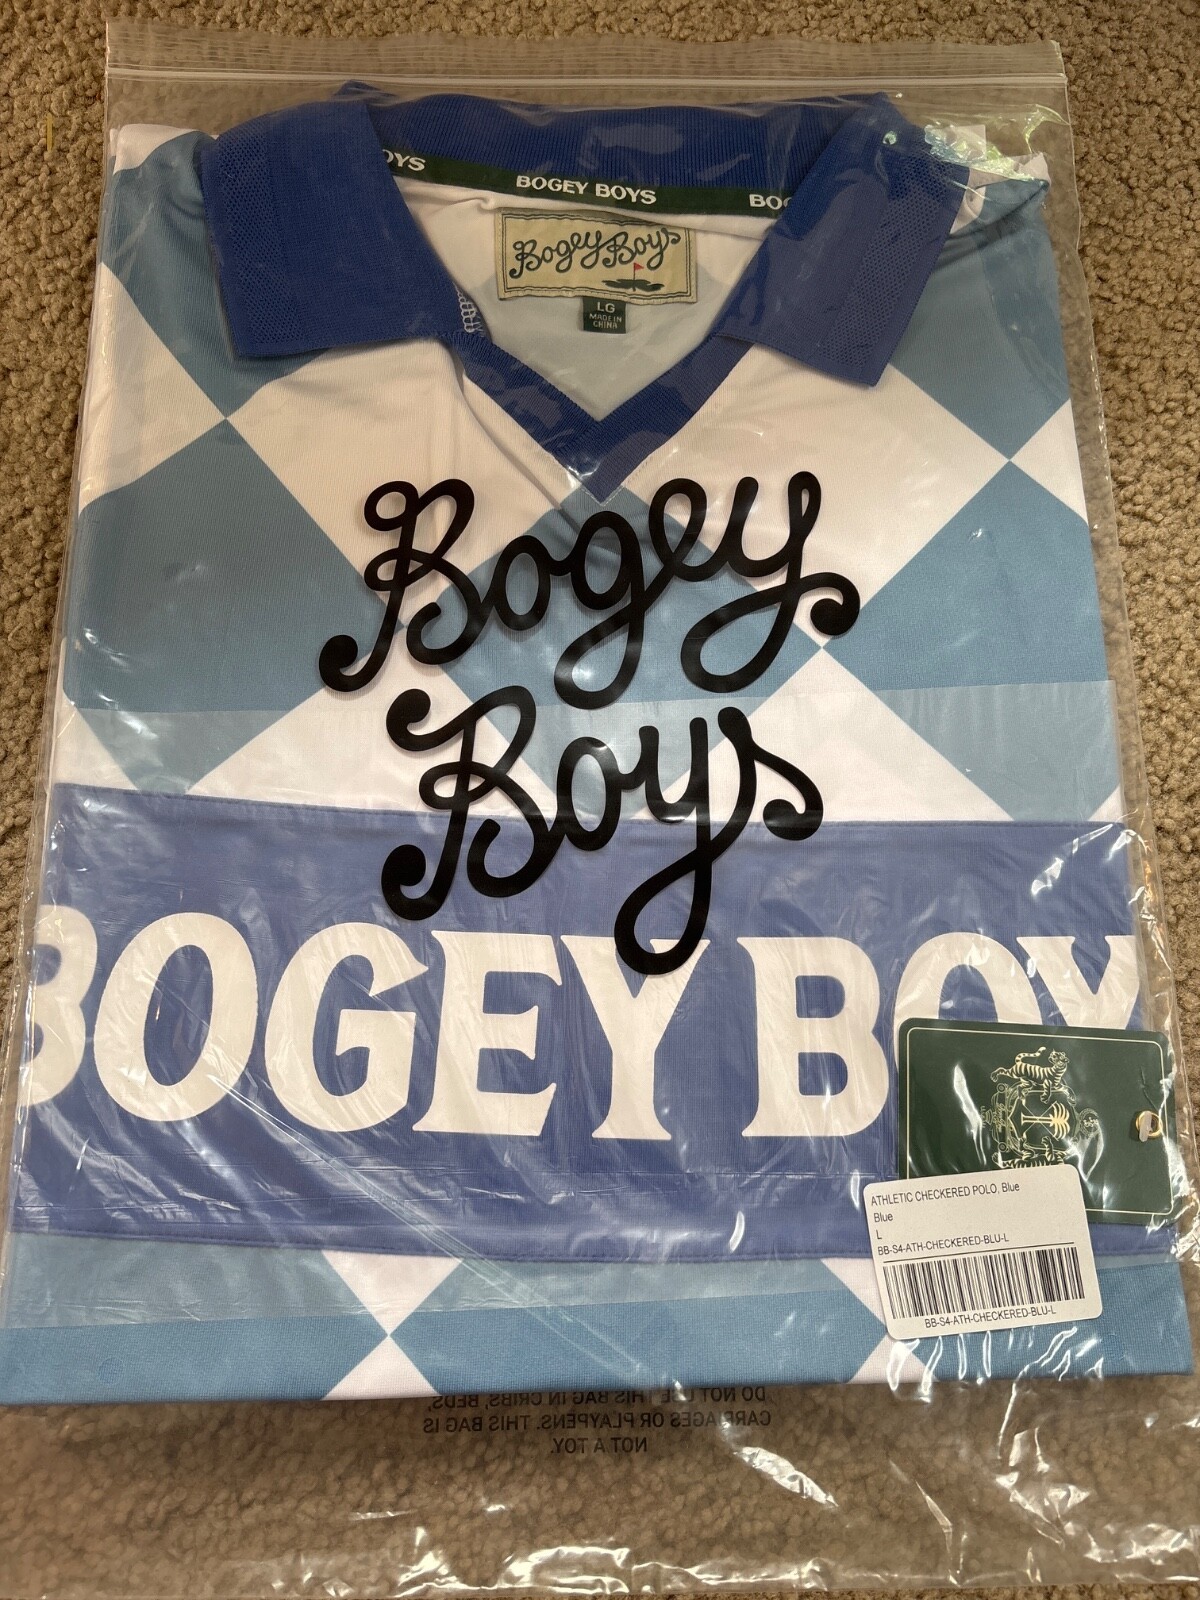 OYS BOGEY BOYS BOG
Bogey Boys
LG
MADE IN
CHINA
Bogey
Boys
BOGEY BOY
ATHLETIC CHECKERED POLO, Blue
Blue
L
BB-S4-ATH-CHECKERED-BLU-L
BB-S4-ATH-CHECKERED-BLU-L
DO NOT USE THIS BAG IN CRIBS, BEDS,
CARRIAGES OR PLAYPENS. THIS BAG IS
NOT A TOY.